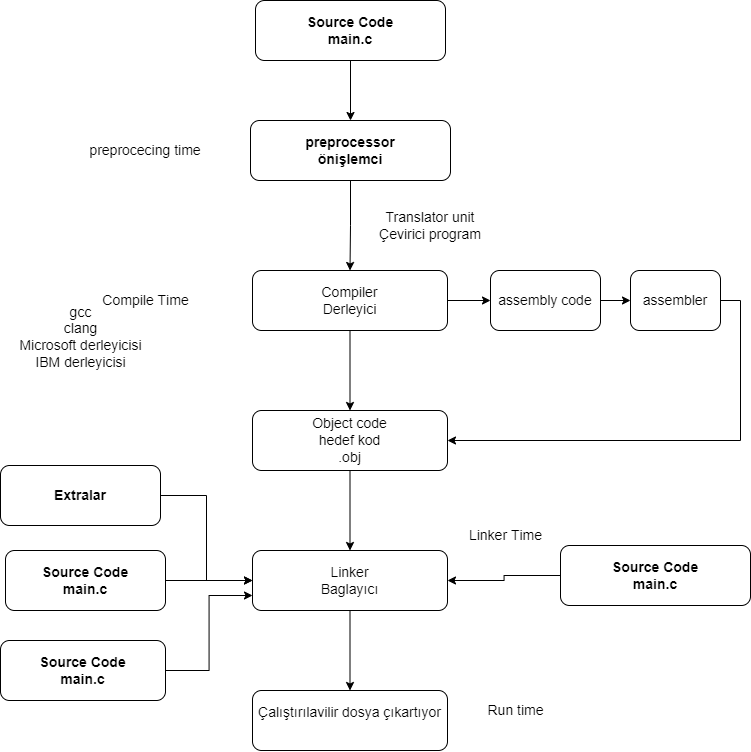 Source Code
main.c
preprocecing time
preprocessor
önişlemci
Translator unit
Çevirici program
Compile Time
gcc
clang
Microsoft derleyicisi
IBM derleyicisi
Compiler
Derleyici
assembly code
assembler
Object code
hedef kod
.obj
Extralar
Linker Time
Source Code
main.c
Linker
Baglayıcı
Source Code
main.c
Source Code
main.c
Çalıştırılavilir dosya çıkartıyor
Run time